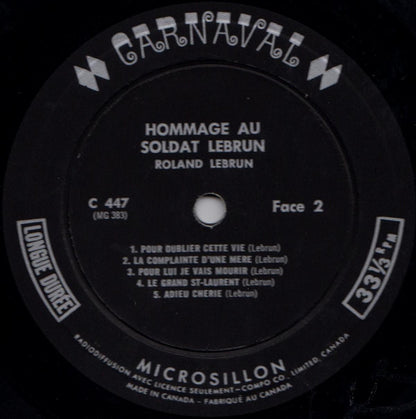 CARNAVAL
HOMMAGE AU
SOLDAT LEBRUN
ROLAND LEBRUN
C 447
(MG 383)
Face 2
1. POUR OUBLIER CETTE VIE (Lebrun)
2. LA COMPLAINTE D'UNE MERE (Lebrun)
3. POUR LUI JE VAIS MOURIR (Lebrun)
4. LE GRAND ST-LAURENT (Lebrun)
5. ADIEU CHERIE (Lebrun)
LONGUE DURÉE
33⅓ RPM
MICROSILLON
RADIODIFFUSION AVEC LICENCE SEULEMENT—COMPO CO. LIMITED, CANADA
MADE IN CANADA - FABRIQUÉ AU CANADA